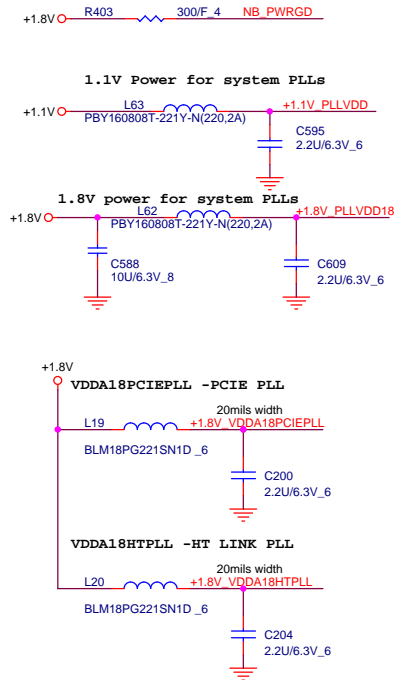 R403 300/F_4 NB_PWRGD
+1.8V
1.1V Power for system PLLs
L63 +1.1V_PLLVDD
+1.1V
PBY160808T-221Y-N(220,2A)
C595
2.2U/6.3V_6
1.8V power for system PLLs
L62 +1.8V_PLLVDD18
+1.8V
PBY160808T-221Y-N(220,2A)
C588
10U/6.3V_8
C609
2.2U/6.3V_6
+1.8V
VDDA18PCIEPLL -PCIE PLL
20mils width
L19 +1.8V_VDDA18PCIEPLL
BLM18PG221SN1D _6
C200
2.2U/6.3V_6
VDDA18HTPLL -HT LINK PLL
20mils width
L20 +1.8V_VDDA18HTPLL
BLM18PG221SN1D _6
C204
2.2U/6.3V_6